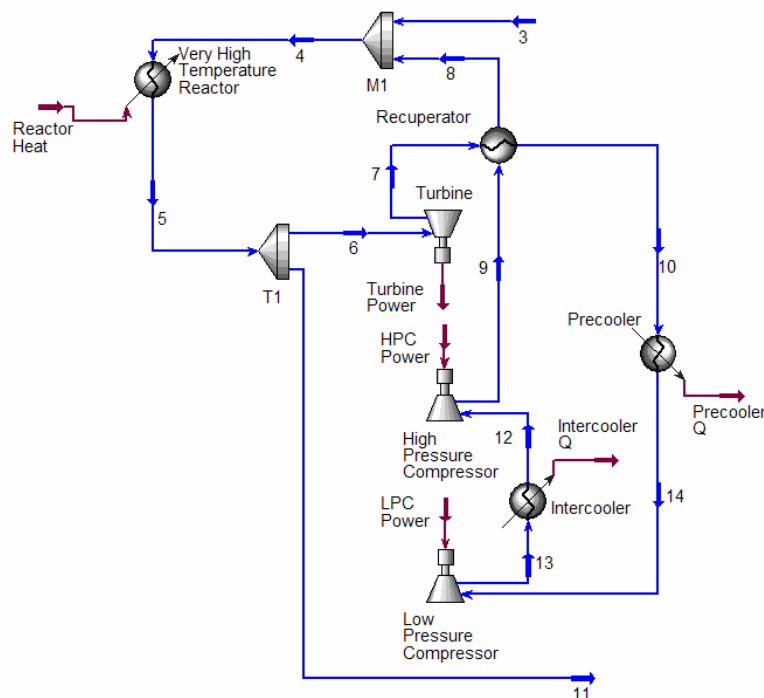 3
4
8
M1
Very High
Temperature
Reactor
Reactor
Heat
Recuperator
7
Turbine
5
6
9
10
T1
Turbine
Power
HPC
Power
Precooler
Precooler
Q
High
Pressure
Compressor
12
Intercooler
Q
LPC
Power
Intercooler
14
13
Low
Pressure
Compressor
11